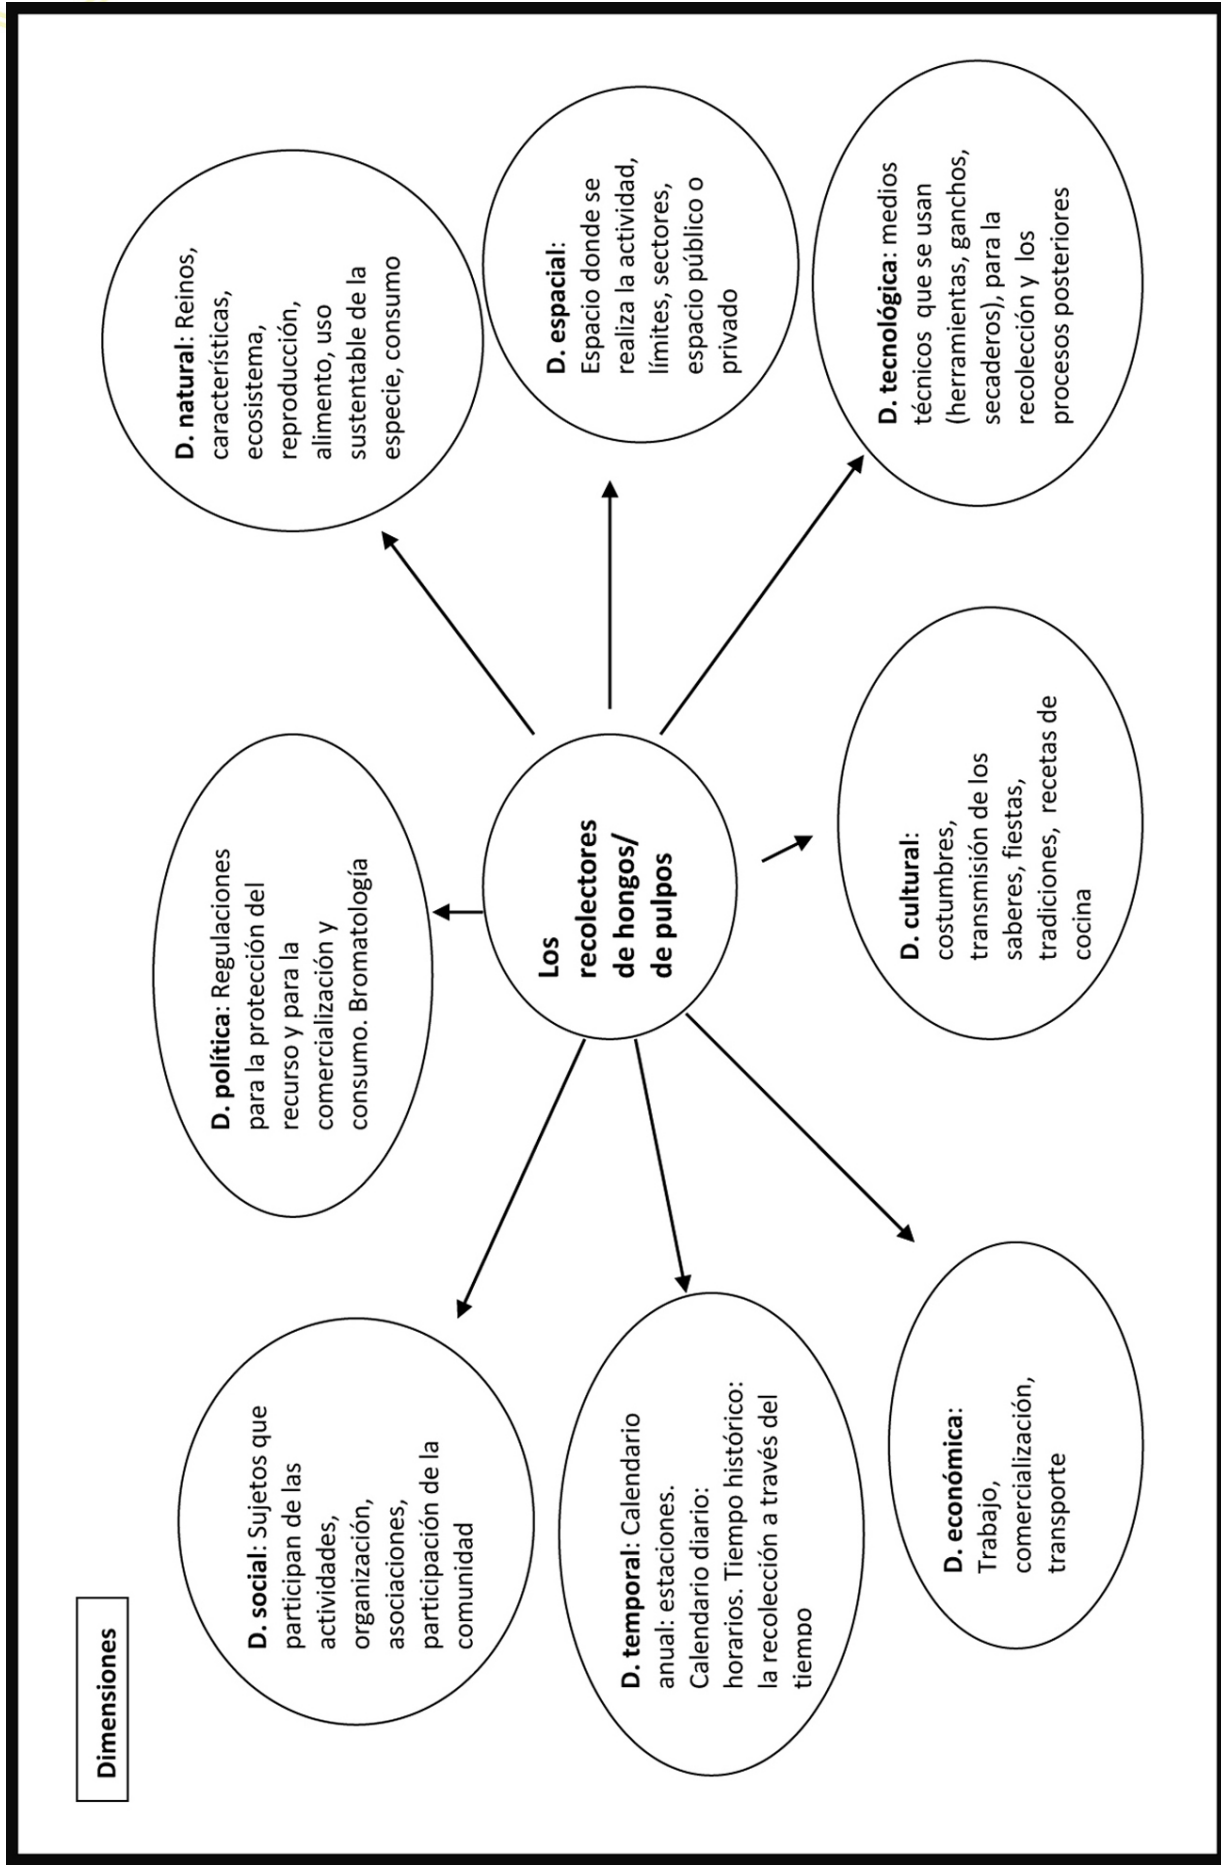 Dimensiones
D. social: Sujetos que
participan de las
actividades,
organización,
asociaciones,
participación de la
comunidad
D. política: Regulaciones
para la protección del
recurso y para la
comercialización y
consumo. Bromatología
D. natural: Reinos,
características,
ecosistema,
reproducción,
alimento, uso
sustentable de la
especie, consumo
D. temporal: Calendario
anual: estaciones.
Calendario diario:
horarios. Tiempo histórico:
la recolección a través del
tiempo
Los
recolectores
de hongos/
de pulpos
D. espacial:
Espacio donde se
realiza la actividad,
límites, sectores,
espacio público o
privado
D. económica:
Trabajo,
comercialización,
transporte
D. cultural:
costumbres,
transmisión de los
saberes, fiestas,
tradiciones, recetas de
cocina
D. tecnológica: medios
técnicos que se usan
(herramientas, ganchos,
secaderos), para la
recolección y los
procesos posteriores